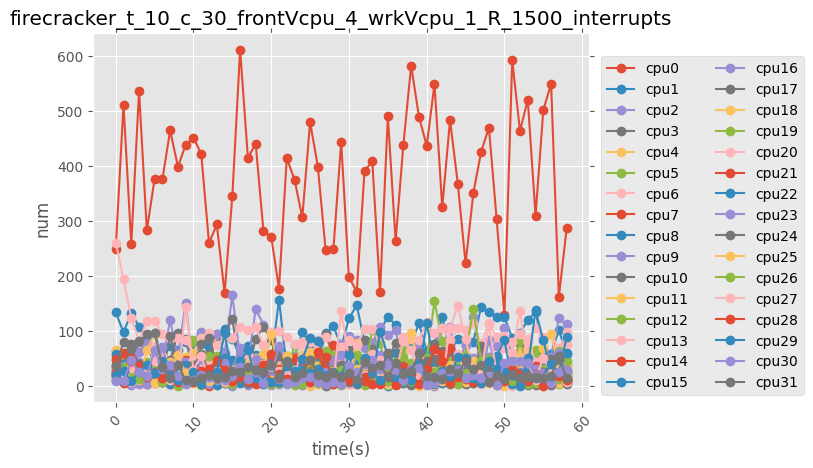 firecracker_t_10_c_30_frontVcpu_4_wrkVcpu_1_R_1500_interrupts
600
500
400
300
200
100
0
num
0
10
20
30
40
50
60
time(s)
cpu0
cpu1
cpu2
cpu3
cpu4
cpu5
cpu6
cpu7
cpu8
cpu9
cpu10
cpu11
cpu12
cpu13
cpu14
cpu15
cpu16
cpu17
cpu18
cpu19
cpu20
cpu21
cpu22
cpu23
cpu24
cpu25
cpu26
cpu27
cpu28
cpu29
cpu30
cpu31